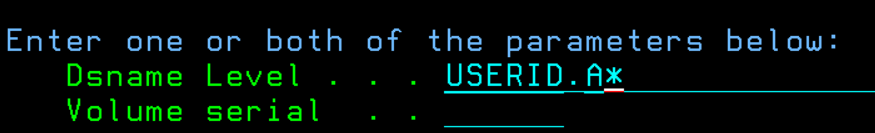 Enter one or both of the parameters below:
Dsname Level . . . USERID.A*
Volume serial . .